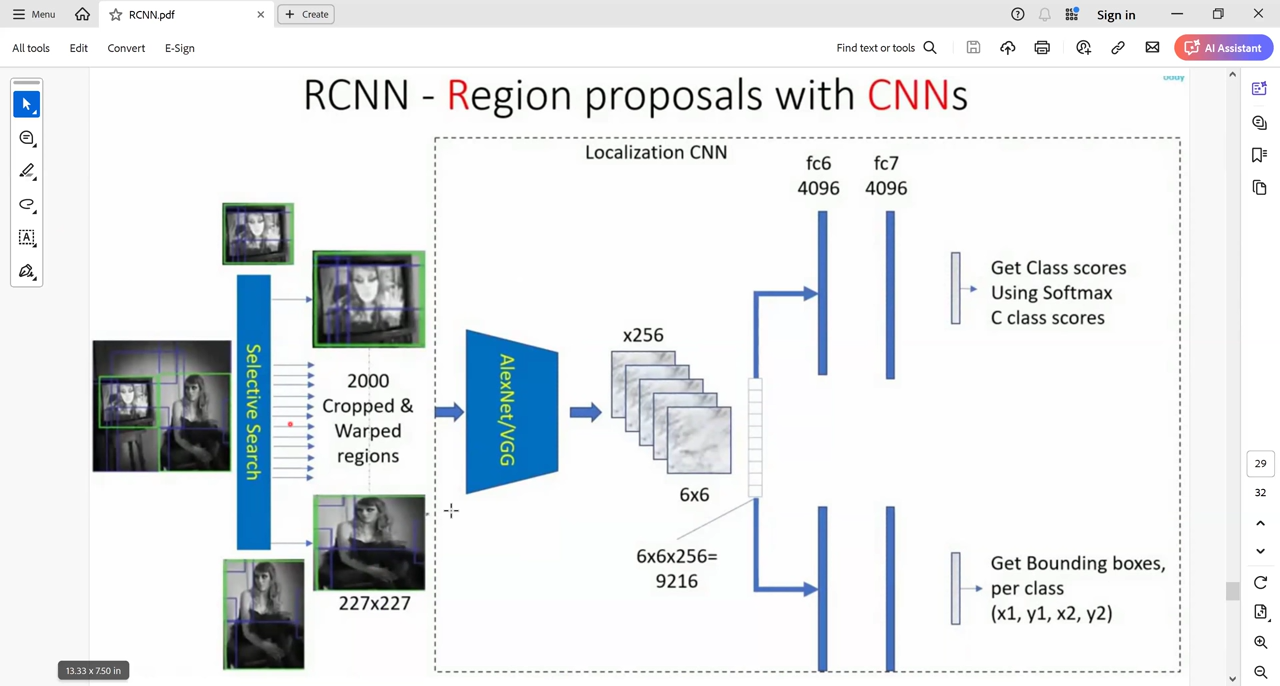 Menu
RCNN.pdf
Create
Sign in
All tools
Edit
Convert
E-Sign
Find text or tools
AI Assistant
RCNN - Region proposals with CNNs
Localization CNN
fc6
4096
fc7
4096
Selective Search
2000
Cropped &
Warped
regions
227x227
AlexNet/VGG
x256
6x6
6x6x256=
9216
Get Class scores
Using Softmax
C class scores
Get Bounding boxes,
per class
(x1, y1, x2, y2)
29
32
13.33 x 7.50 in